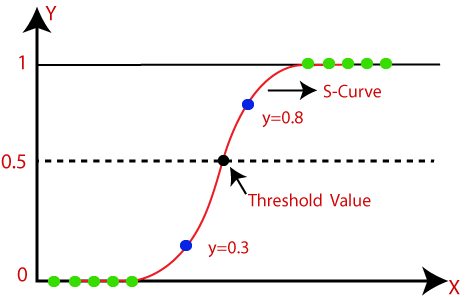 Y
1
S-Curve
y=0.8
0.5
Threshold Value
y=0.3
0
X